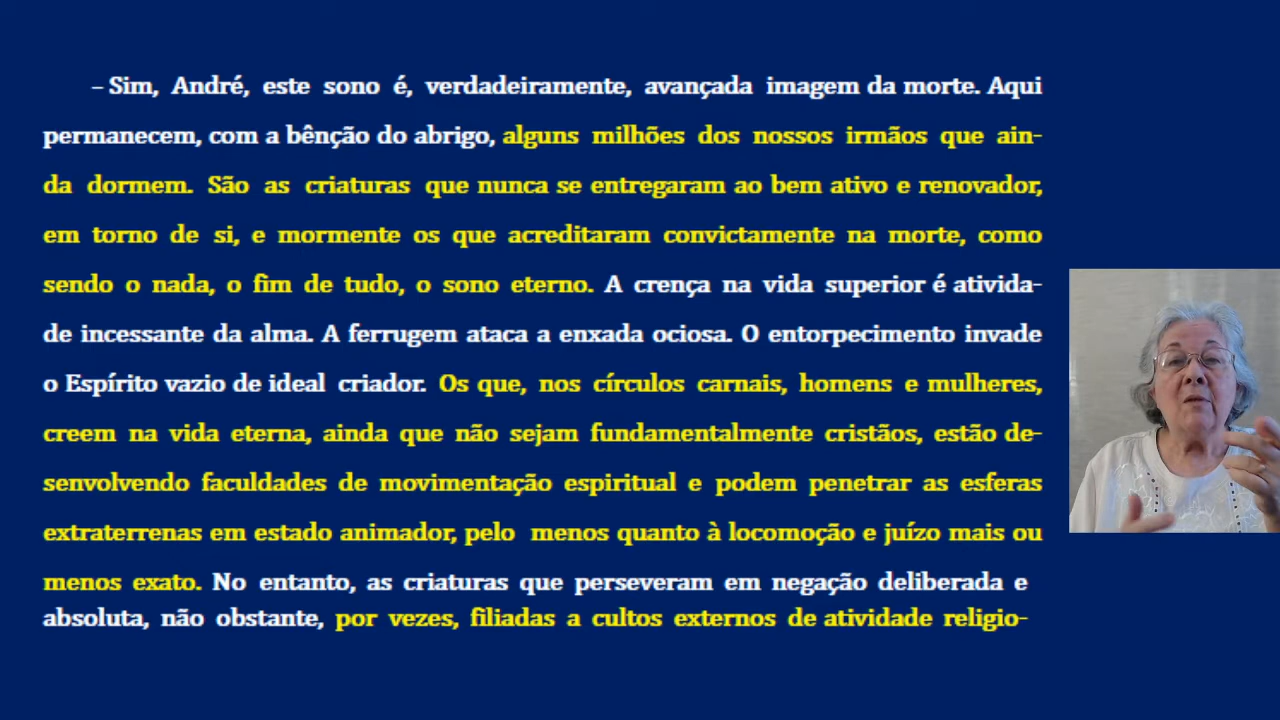 – Sim, André, este sono é, verdadeiramente, avançada imagem da morte. Aqui
permanecem, com a bênção do abrigo, alguns milhões dos nossos irmãos que ain-
da dormem. São as criaturas que nunca se entregaram ao bem ativo e renovador,
em torno de si, e mormente os que acreditaram convictamente na morte, como
sendo o nada, o fim de tudo, o sono eterno. A crença na vida superior é ativida-
de incessante da alma. A ferrugem ataca a enxada ociosa. O entorpecimento invade
o Espírito vazio de ideal criador. Os que, nos círculos carnais, homens e mulheres,
creem na vida eterna, ainda que não sejam fundamentalmente cristãos, estão de-
senvolvendo faculdades de movimentação espiritual e podem penetrar as esferas
extraterrenas em estado animador, pelo menos quanto à locomoção e juízo mais ou
menos exato. No entanto, as criaturas que perseveram em negação deliberada e
absoluta, não obstante, por vezes, filiadas a cultos externos de atividade religio-